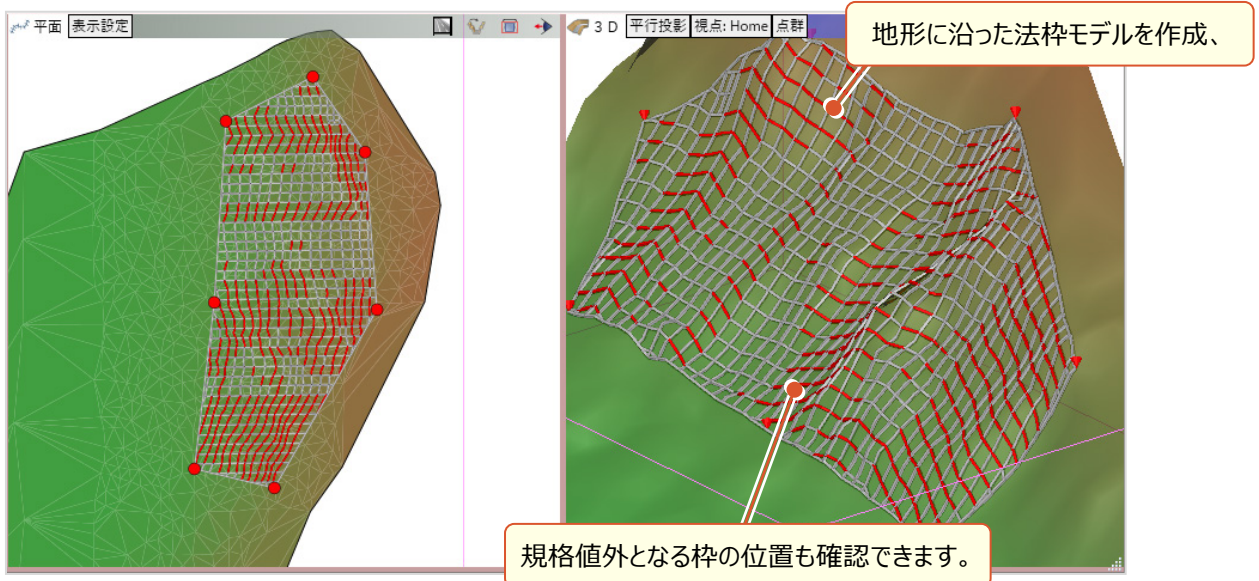 平面 表示設定
3D 平行投影 視点: Home 点群
地形に沿った法枠モデルを作成、
規格値外となる枠の位置も確認できます。